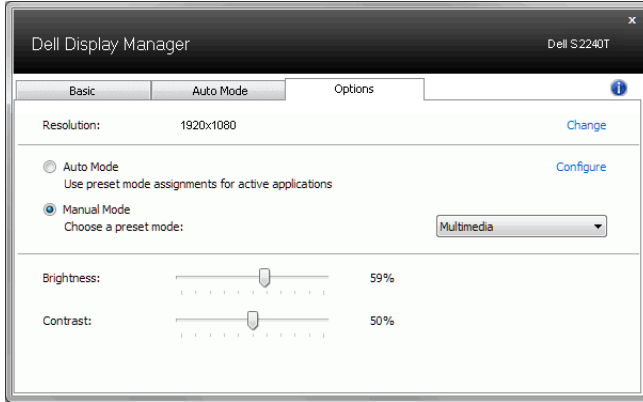 x
Dell Display Manager
Dell S2240T
Basic
Auto Mode
Options
i
Resolution:
1920x1080
Change
Auto Mode
Configure
Use preset mode assignments for active applications
Manual Mode
Choose a preset mode:
Multimedia
Brightness:
59%
Contrast:
50%